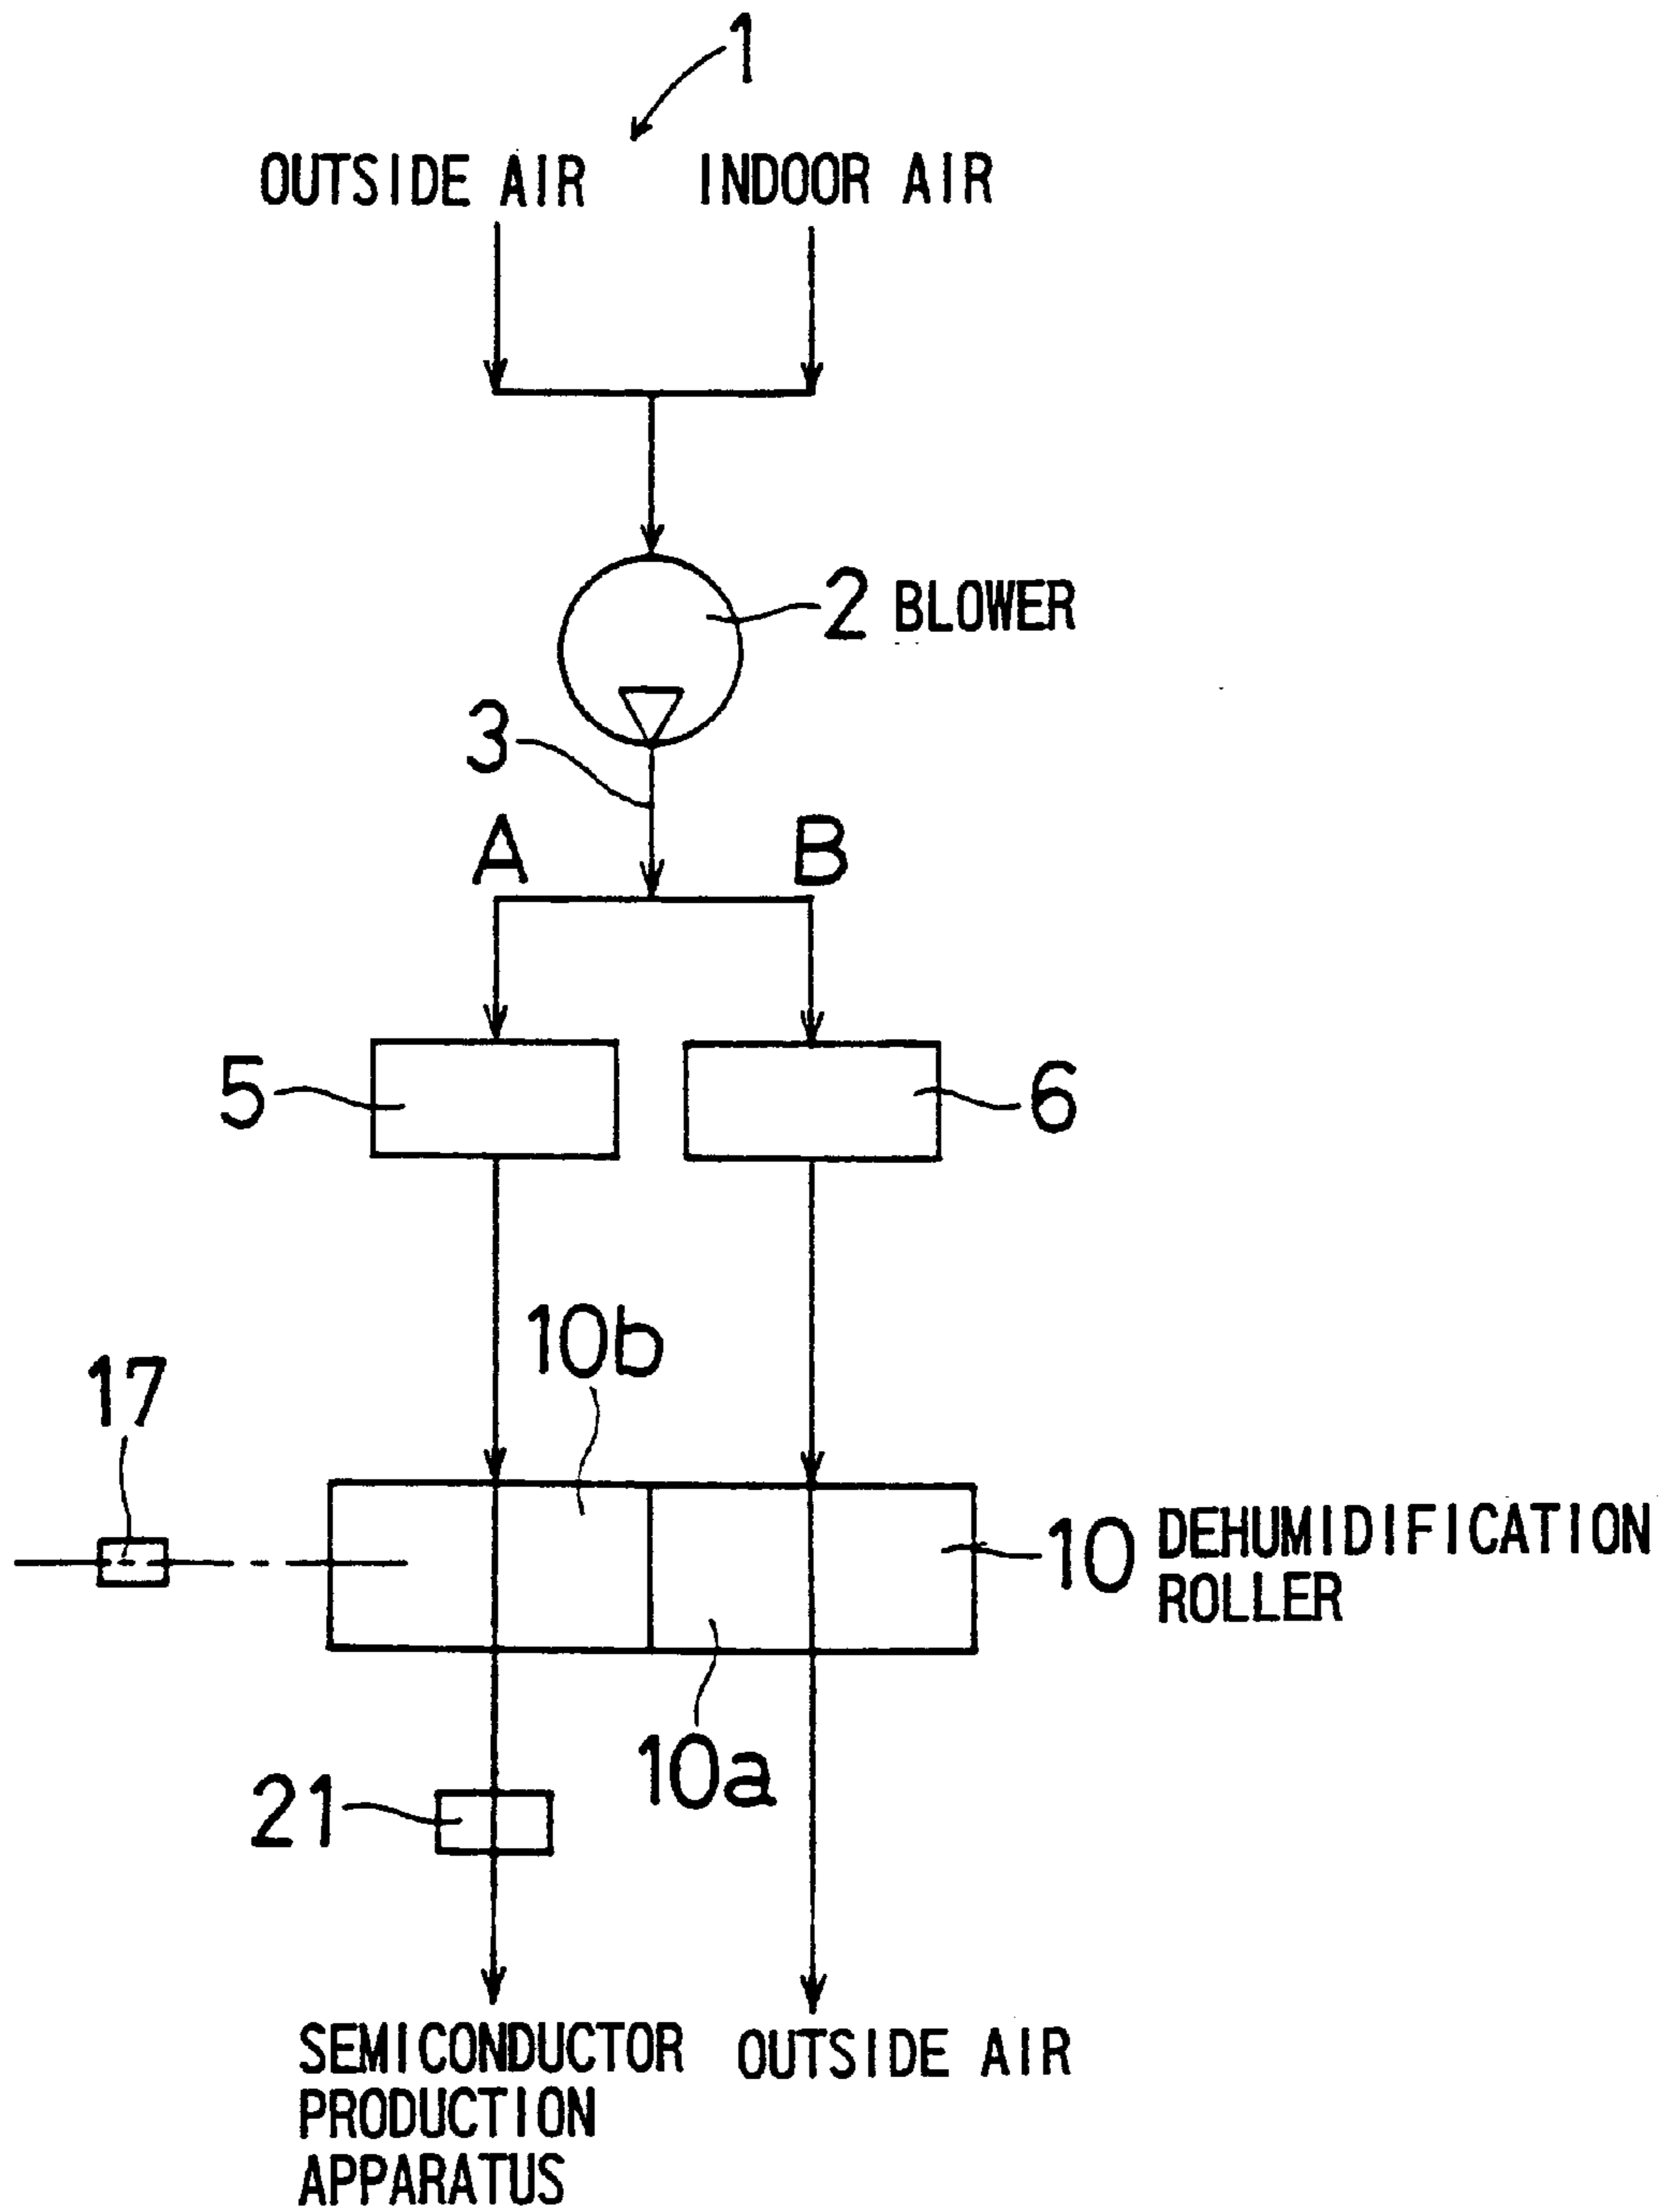 1
OUTSIDE AIR INDOOR AIR
2 BLOWER
3
A B
5 6
10b
17
10 DEHUMIDIFICATION
ROLLER
10a
21
SEMICONDUCTOR OUTSIDE AIR
PRODUCTION
APPARATUS